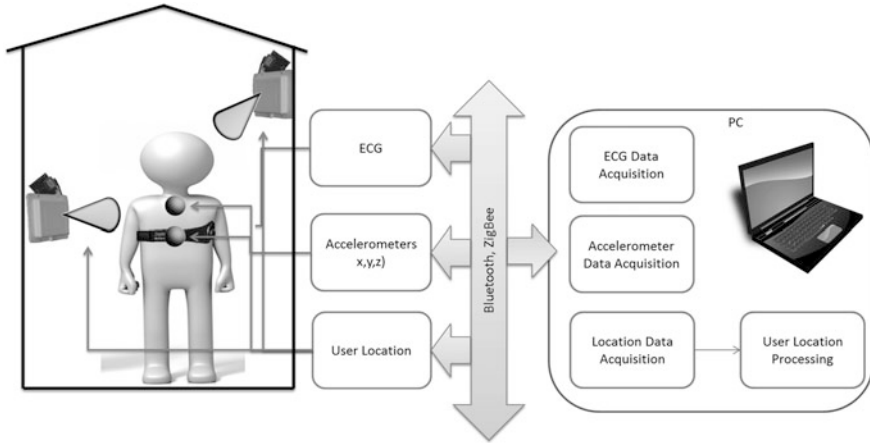 ECG
Accelerometers
x,y,z)
User Location
Bluetooth, ZigBee
PC
ECG Data
Acquisition
Accelerometer
Data Acquisition
Location Data
Acquisition
User Location
Processing